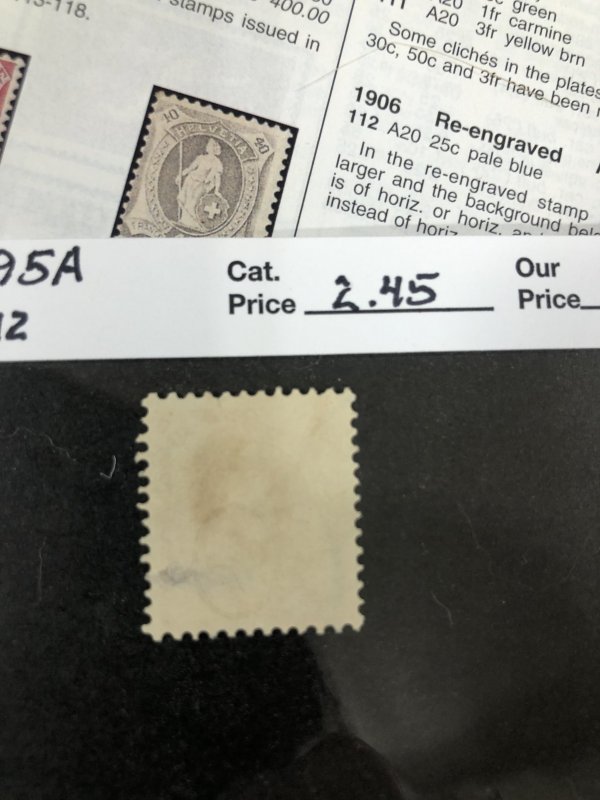 13-118.
400.00
stamps issued in
40 HELVETIA 40
green
A20 1fr carmine
A20 3fr yellow brn
Some clichés in the plates
30c, 50c and 3fr have been
1906 Re-engraved
112 A20 25c pale blue
In the re-engraved stamp
larger and the background
is of horiz. or horiz.
instead of horiz.
95A
12
Cat.
Price 2.45
Our
Price